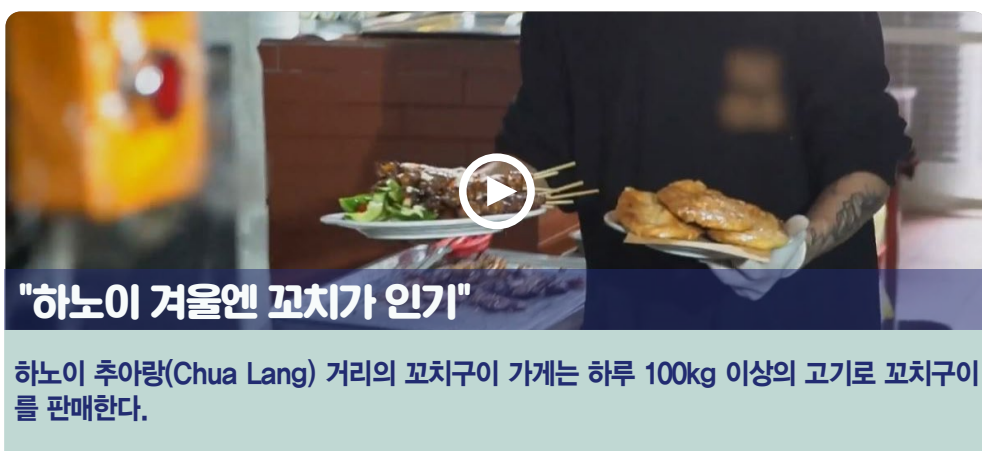 "하노이 겨울엔 꼬치가 인기"
하노이 추아랑(Chua Lang) 거리의 꼬치구이 가게는 하루 100kg 이상의 고기로 꼬치구이
를 판매한다.